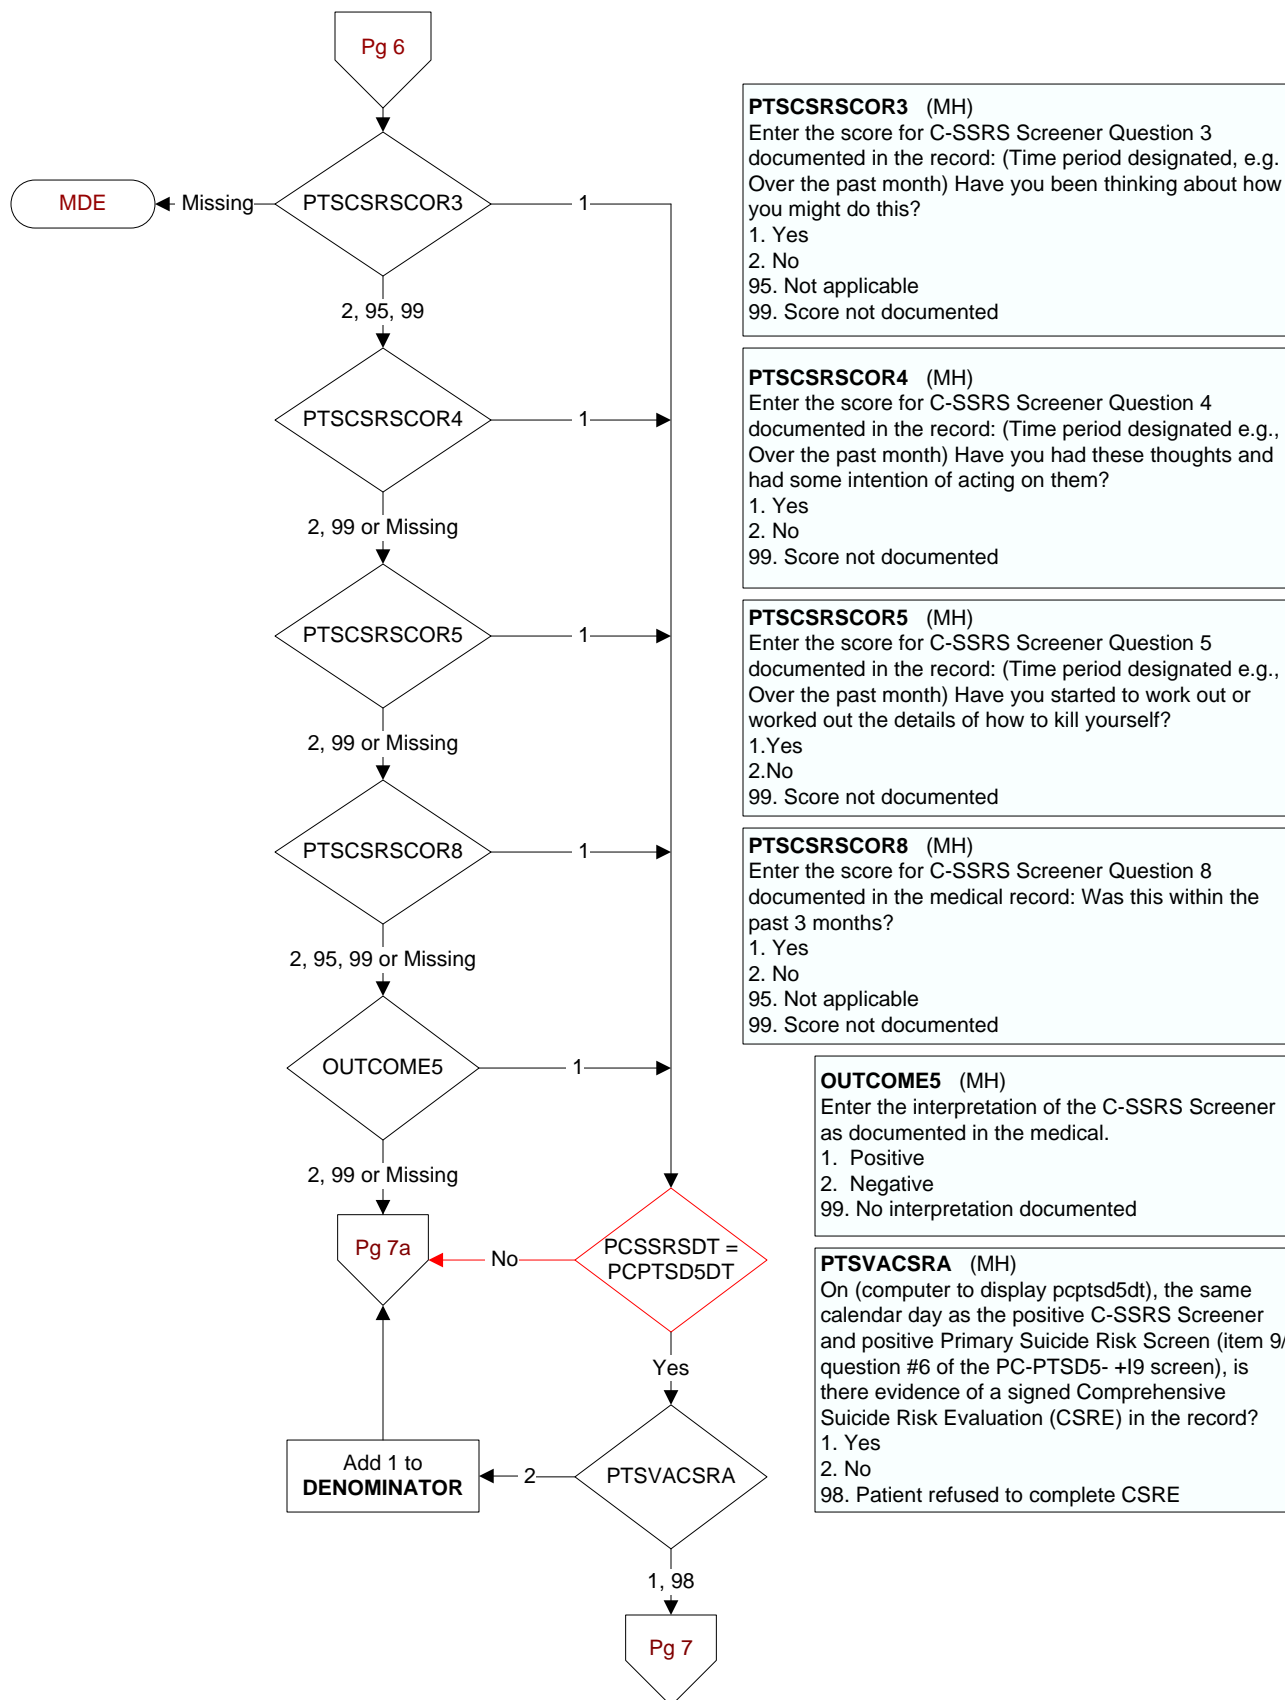 Pg 6
PTSCSRSCOR3
Missing
MDE
1
2, 95, 99
PTSCSRSCOR4
1
2, 99 or Missing
PTSCSRSCOR5
1
2, 99 or Missing
PTSCSRSCOR8
1
2, 95, 99 or Missing
OUTCOME5
1
2, 99 or Missing
Pg 7a
No
PCSSRSDT =
PCPTSD5DT
Yes
PTSVACSRA
2
Add 1 to
DENOMINATOR
1, 98
Pg 7
PTSCSRSCOR3 (MH)
Enter the score for C-SSRS Screener Question 3
documented in the record: (Time period designated, e.g.
Over the past month) Have you been thinking about how
you might do this?
1. Yes
2. No
95. Not applicable
99. Score not documented
PTSCSRSCOR4 (MH)
Enter the score for C-SSRS Screener Question 4
documented in the record: (Time period designated e.g.,
Over the past month) Have you had these thoughts and
had some intention of acting on them?
1. Yes
2. No
99. Score not documented
PTSCSRSCOR5 (MH)
Enter the score for C-SSRS Screener Question 5
documented in the record: (Time period designated e.g.,
Over the past month) Have you started to work out or
worked out the details of how to kill yourself?
1.Yes
2.No
99. Score not documented
PTSCSRSCOR8 (MH)
Enter the score for C-SSRS Screener Question 8
documented in the medical record: Was this within the
past 3 months?
1. Yes
2. No
95. Not applicable
99. Score not documented
OUTCOME5 (MH)
Enter the interpretation of the C-SSRS Screener
as documented in the medical.
1. Positive
2. Negative
99. No interpretation documented
PTSVACSRA (MH)
On (computer to display pcptsd5dt), the same
calendar day as the positive C-SSRS Screener
and positive Primary Suicide Risk Screen (item 9/
question #6 of the PC-PTSD5- +I9 screen), is
there evidence of a signed Comprehensive
Suicide Risk Evaluation (CSRE) in the record?
1. Yes
2. No
98. Patient refused to complete CSRE